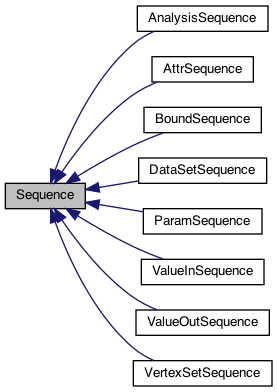 AnalysisSequence
AttrSequence
BoundSequence
DataSetSequence
Sequence
ParamSequence
ValueInSequence
ValueOutSequence
VertexSetSequence